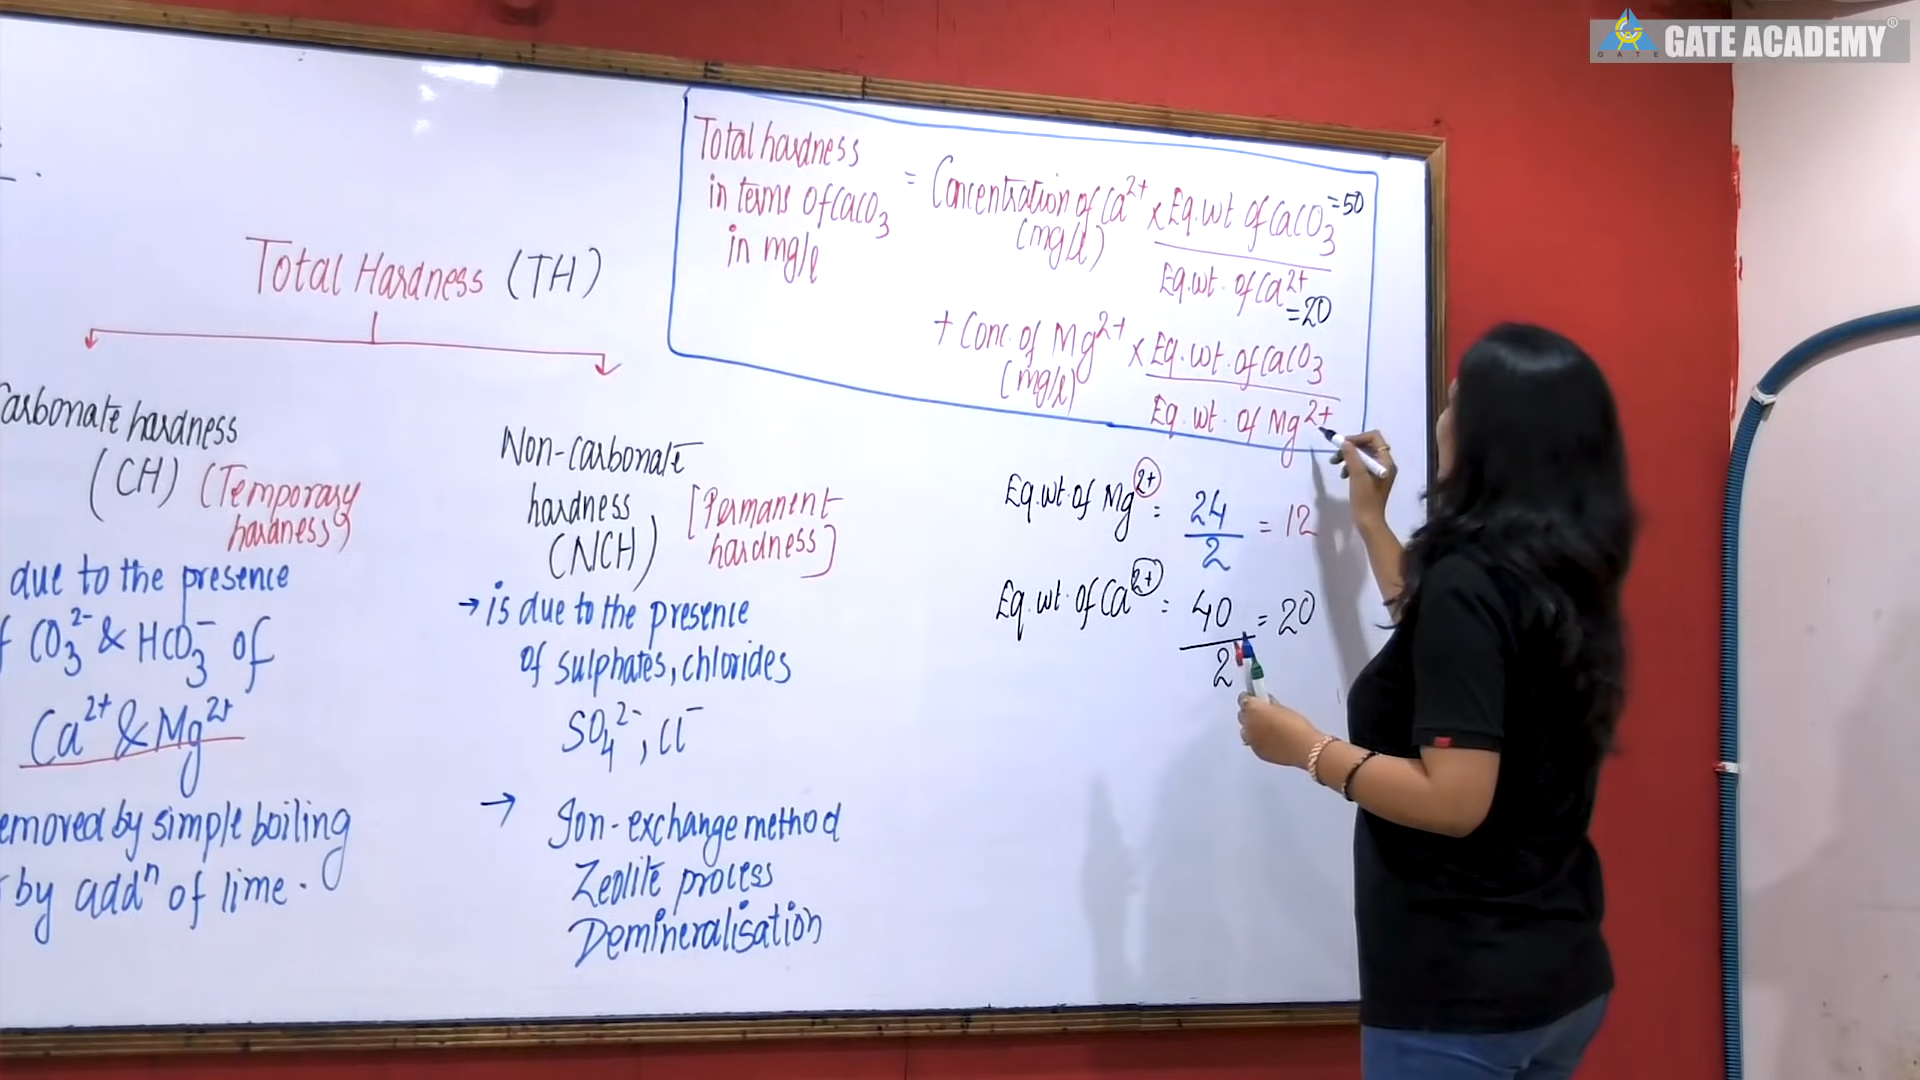 GATE ACADEMY®
GATE
Total hardness
in terms of CaCO3
in mg/l
= Concentration of Ca2+ × Eq. wt of CaCO3 =50
(mg/l)
Eq. wt. of Ca2+
=20
+ Conc. of Mg2+ × Eq. wt. of CaCO3
(mg/l)
Eq. wt. of Mg2+
Total Hardness (TH)
Carbonate hardness
(CH) (Temporary
hardness)
due to the presence
CO3 2- & HCO3- of
Ca2+ & Mg2+
by simple boiling
by addn of lime.
Non-carbonate
hardness
(NCH)
[Permanent
hardness]
→ is due to the presence
of sulphates, chlorides
SO4 2-, Cl-
→ Ion-exchange method
Zeolite process
Demineralisation
Eq. wt. of Mg2+ = 24
2
= 12
Eq. wt. of Ca2+ = 40
2
= 20